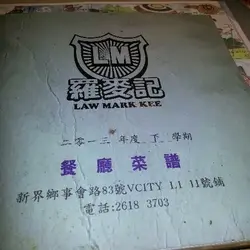 LM
羅麥記
LAW MARK KEE
二零一三 年度 下 學期
餐廳菜譜
新界鄉事會路83號VCITY L1 11號舖
電話:2618 3703